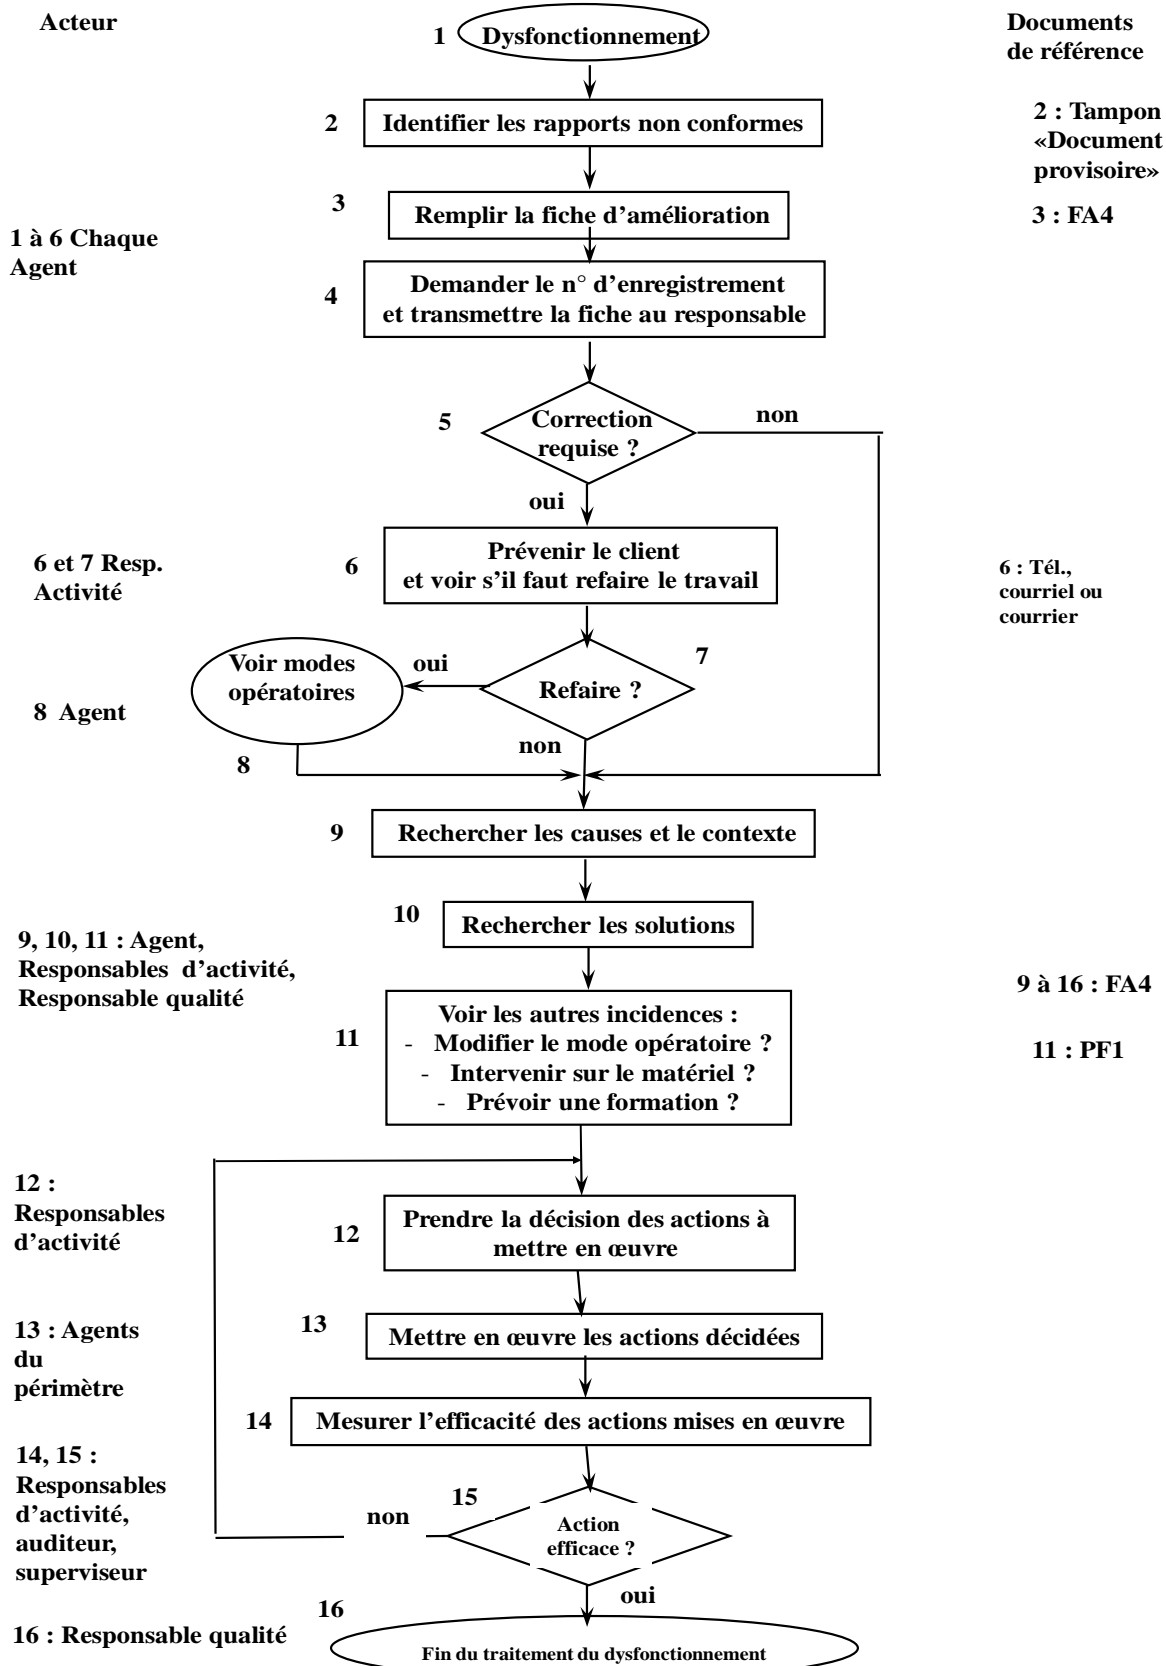 Acteur
Documents
de référence
1
Dysfonctionnement
2
Identifier les rapports non conformes
2 : Tampon
«Document
provisoire»
3
Remplir la fiche d’amélioration
3 : FA4
1 à 6 Chaque
Agent
4
Demander le n° d’enregistrement
et transmettre la fiche au responsable
5
Correction
requise ?
non
oui
6 et 7 Resp.
Activité
6
Prévenir le client
et voir s’il faut refaire le travail
6 : Tél.,
courriel ou
courrier
7
Voir modes
opératoires
oui
Refaire ?
8 Agent
non
8
9
Rechercher les causes et le contexte
10
Rechercher les solutions
9, 10, 11 : Agent,
Responsables d’activité,
Responsable qualité
9 à 16 : FA4
11
Voir les autres incidences :
- Modifier le mode opératoire ?
- Intervenir sur le matériel ?
- Prévoir une formation ?
11 : PF1
12 :
Responsables
d’activité
12
Prendre la décision des actions à
mettre en œuvre
13 : Agents
du
périmètre
13
Mettre en œuvre les actions décidées
14
Mesurer l’efficacité des actions mises en œuvre
14, 15 :
Responsables
d’activité,
auditeur,
superviseur
15
non
Action
efficace ?
oui
16
16 : Responsable qualité
Fin du traitement du dysfonctionnement